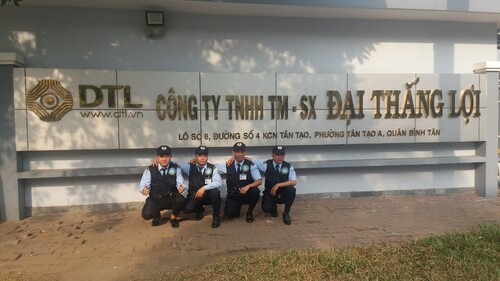 DTL
www.dtl.vn
CÔNG TY TNHH TM - SX ĐẠI THẮNG LỢI
LÔ SỐ 6, ĐƯỜNG SỐ 4 KCN TÂN TẠO, PHƯỜNG TÂN TẠO A, QUẬN BÌNH TÂN